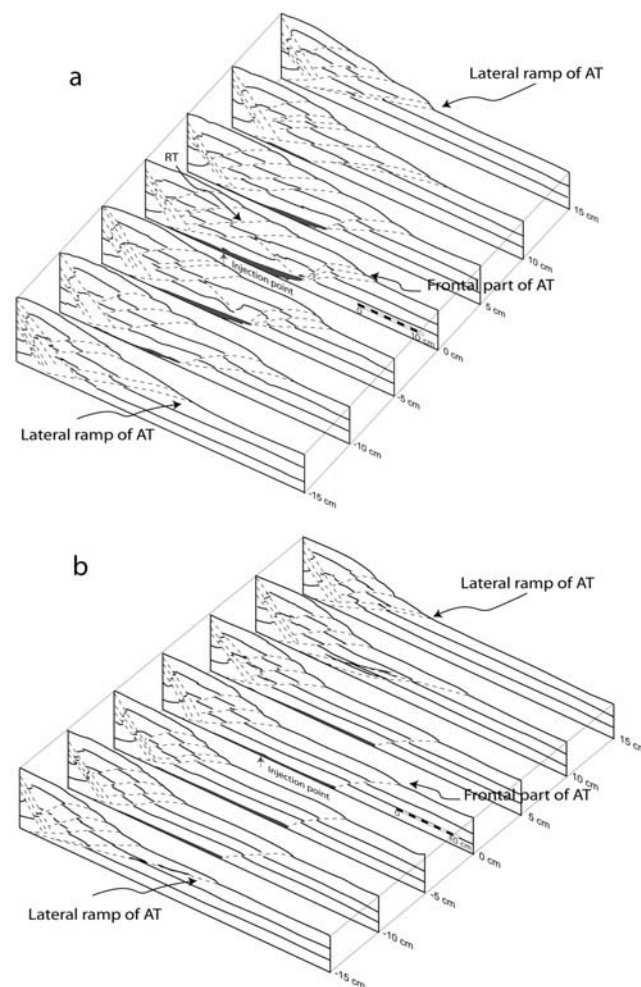 a
Lateral ramp of AT
RT
15 cm
10 cm
Injection point
5 cm
Frontal part of AT
0
10 cm
0 cm
-5 cm
Lateral ramp of AT
-10 cm
-15 cm
b
Lateral ramp of AT
15 cm
10 cm
Injection point
5 cm
Frontal part of AT
0
10 cm
0 cm
-5 cm
Lateral ramp of AT
-10 cm
-15 cm